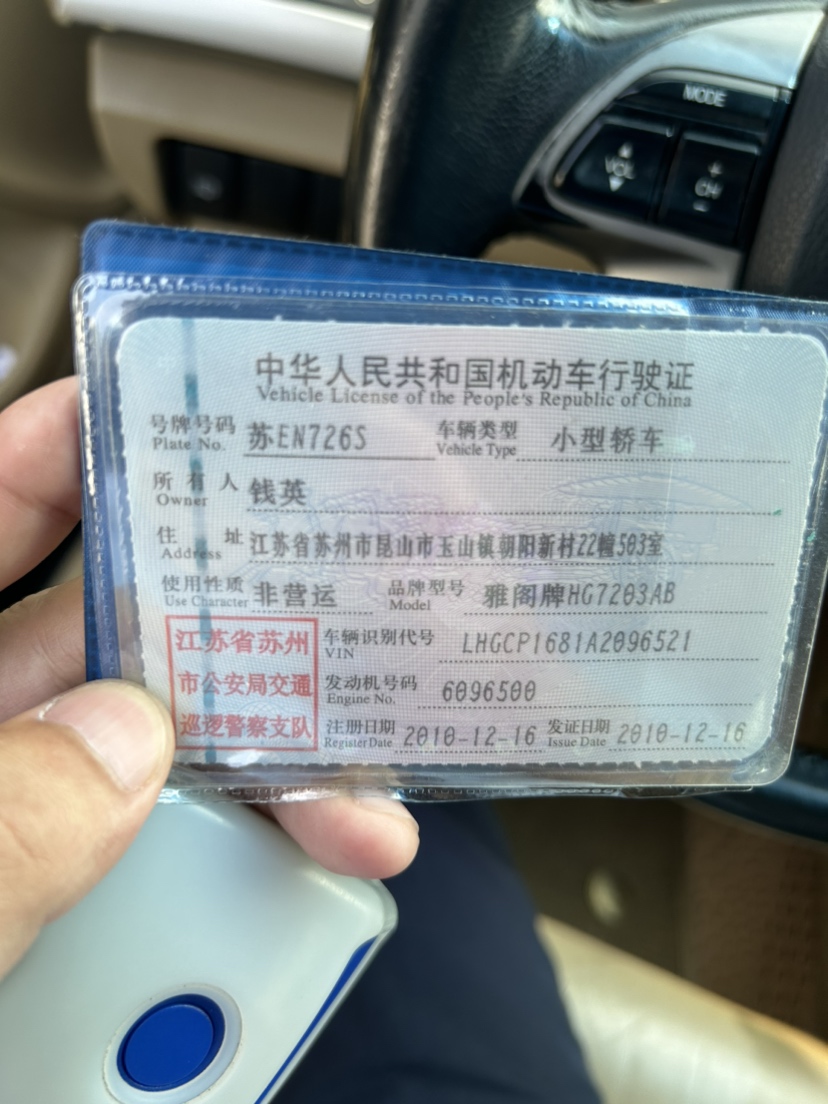 MODE
VOL
+
CH
-
中华人民共和国机动车行驶证
Vehicle License of the People's Republic of China
号牌号码 Plate No. 苏EN726S 车辆类型 Vehicle Type 小型轿车
所有人 Owner 钱英
住址 Address 江苏省苏州市昆山市玉山镇朝阳新村22幢503室
使用性质 Use Character 非营运 品牌型号 Model 雅阁牌HG7203AB
江苏省苏州市公安局交通巡逻警察支队
车辆识别代号 VIN LHGCP1681A2096521
发动机号码 Engine No. 6096500
注册日期 Register Date 2010-12-16 发证日期 Issue Date 2010-12-16